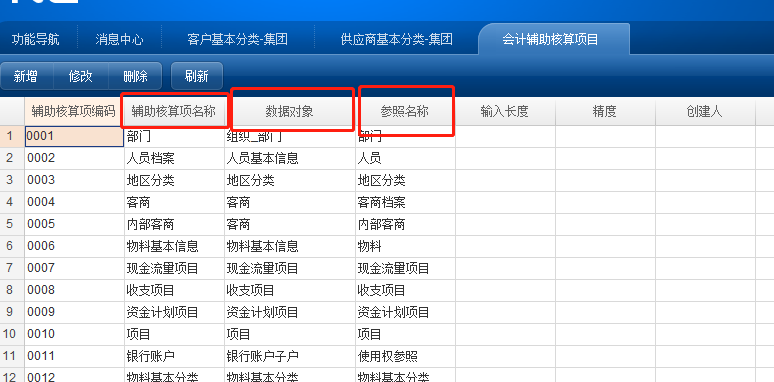 功能导航 消息中心 客户基本分类-集团 供应商基本分类-集团 会计辅助核算项目
新增 修改 删除 刷新
辅助核算项编码 辅助核算项名称 数据对象 参照名称 输入长度 精度 创建人
1 0001 部门 组织_部门 部门
2 0002 人员档案 人员基本信息 人员
3 0003 地区分类 地区分类 地区分类
4 0004 客商 客商 客商档案
5 0005 内部客商 客商 内部客商
6 0006 物料基本信息 物料基本信息 物料
7 0007 现金流量项目 现金流量项目 现金流量项目
8 0008 收支项目 收支项目 收支项目
9 0009 资金计划项目 资金计划项目 资金计划项目
10 0010 项目 项目 项目
11 0011 银行账户 银行账户子户 使用权参照
12 0012 物料基本分类 物料基本分类 物料基本分类